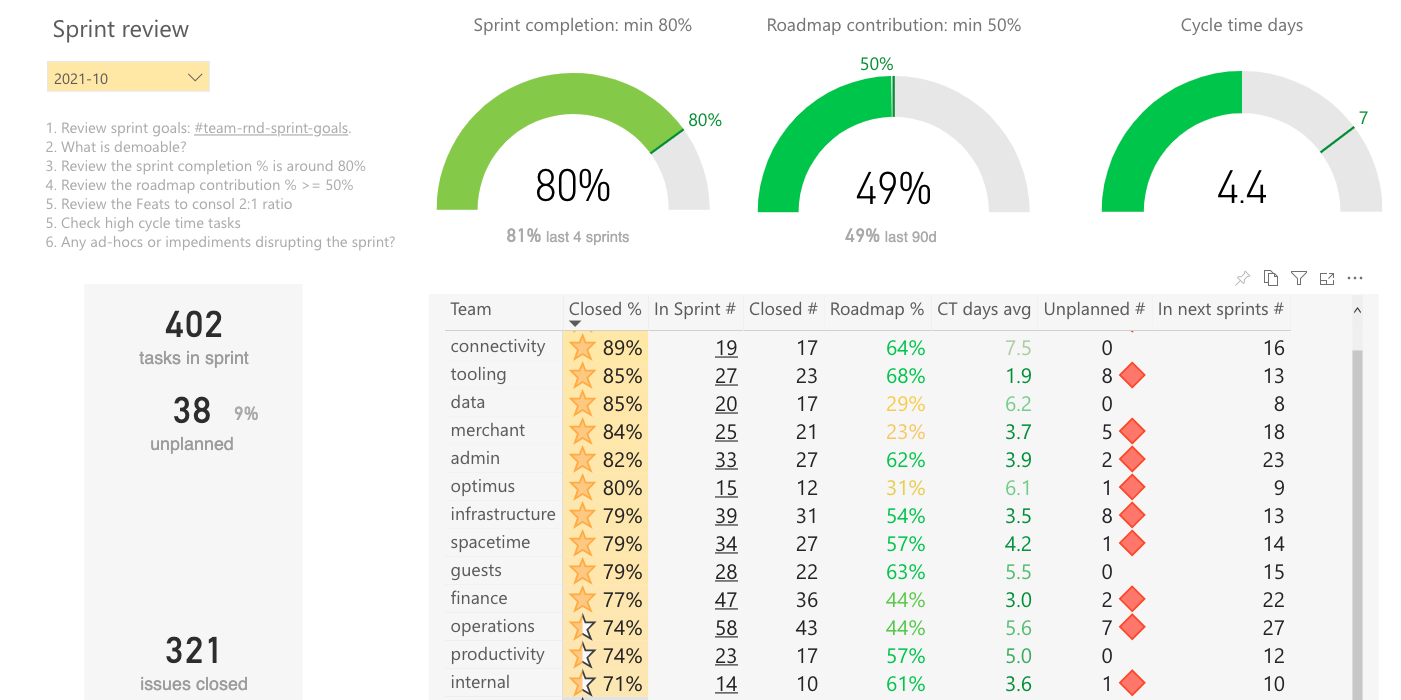 Sprint review
2021-10
1. Review sprint goals: #team-rnd-sprint-goals.
2. What is demoable?
3. Review the sprint completion % is around 80%
4. Review the roadmap contribution % >= 50%
5. Review the Feats to consol 2:1 ratio
5. Check high cycle time tasks
6. Any ad-hocs or impediments disrupting the sprint?
Sprint completion: min 80%
80%
80%
81% last 4 sprints
Roadmap contribution: min 50%
50%
49%
49% last 90d
Cycle time days
7
4.4
402
tasks in sprint
38 9%
unplanned
321
issues closed
Team Closed % In Sprint # Closed # Roadmap % CT days avg Unplanned # In next sprints #
connectivity 89% 19 17 64% 7.5 0 16
tooling 85% 27 23 68% 1.9 8 13
data 85% 20 17 29% 6.2 0 8
merchant 84% 25 21 23% 3.7 5 18
admin 82% 33 27 62% 3.9 2 23
optimus 80% 15 12 31% 6.1 1 9
infrastructure 79% 39 31 54% 3.5 8 13
spacetime 79% 34 27 57% 4.2 1 14
guests 79% 28 22 63% 5.5 0 15
finance 77% 47 36 44% 3.0 2 22
operations 74% 58 43 44% 5.6 7 27
productivity 74% 23 17 57% 5.0 0 12
internal 71% 14 10 61% 3.6 1 10